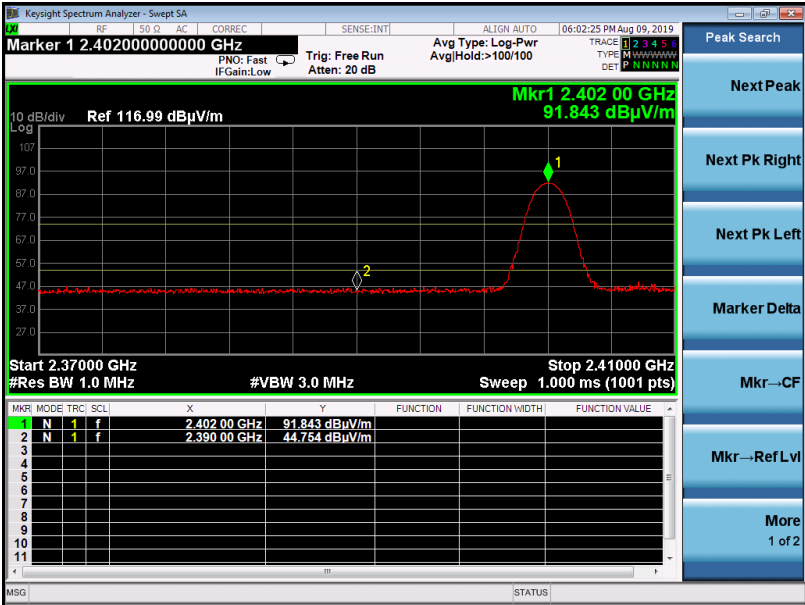 Keysight Spectrum Analyzer - Swept SA
LXI RF 50 Ω AC CORREC SENSE:INT ALIGN AUTO 06:02:25 PM Aug 09, 2019
Marker 1 2.402000000000 GHz
PNO: Fast
IFGain:Low
Trig: Free Run
Atten: 20 dB
Avg Type: Log-Pwr
Avg|Hold:>100/100
TRACE 1 2 3 4 5 6
TYPE M WWWWW
DET P N N N N N
Peak Search
Next Peak
Next Pk Right
Next Pk Left
Marker Delta
Mkr→CF
Mkr→Ref Lvl
More
1 of 2
Mkr1 2.402 00 GHz
91.843 dBµV/m
10 dB/div Ref 116.99 dBµV/m
Log
107
97.0
87.0
77.0
67.0
57.0
47.0
37.0
27.0
1
2
Start 2.37000 GHz Stop 2.41000 GHz
#Res BW 1.0 MHz #VBW 3.0 MHz Sweep 1.000 ms (1001 pts)
MKR MODE TRC SCL X Y FUNCTION FUNCTION WIDTH FUNCTION VALUE
1 N 1 f 2.402 00 GHz 91.843 dBµV/m
2 N 1 f 2.390 00 GHz 44.754 dBµV/m
3
4
5
6
7
8
9
10
11
MSG STATUS